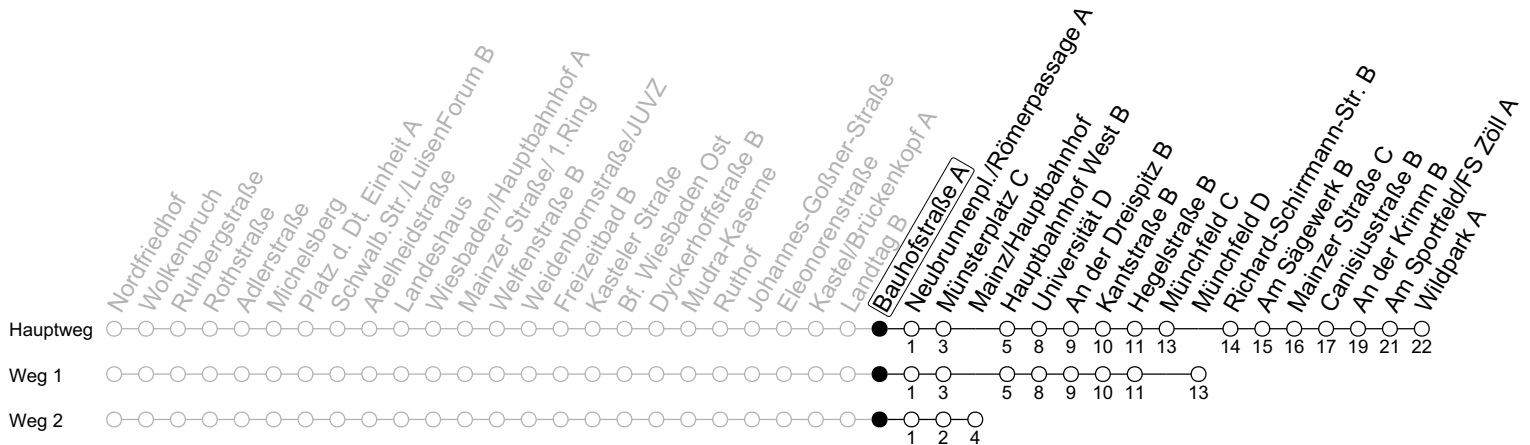 Nordfriedhof
Wolkenbruch
Ruhbergstraße
Rothstraße
Adlerstraße
Michelsberg
Platz d. Dt. Einheit A
Schwalb.Str./LuisenForum B
Adelheidstraße
Landeshaus
Wiesbaden/Hauptbahnhof A
Mainzer Straße/ 1.Ring
Welfenstraße B
Weidenbornstraße/JUVZ
Freizeitbad B
Kasteler Straße
Bf. Wiesbaden Ost
Dyckerhoffstraße B
Mudra-Kaserne
Ruthof
Johannes-Goßner-Straße
Eleonorenstraße
Kastel/Brückenkopf A
Landtag B
Bauhofstraße A
Neubrunnenpl./Römerpassage A
Münsterplatz C
Mainz/Hauptbahnhof
Hauptbahnhof West B
Universität D
An der Dreispitz B
Kantstraße B
Hegelstraße B
Münchfeld C
Münchfeld D
Richard-Schirrmann-Str. B
Am Sägewerk B
Mainzer Straße C
Canisiusstraße B
An der Krimm B
Am Sportfeld/FS Zöll A
Wildpark A
Hauptweg
1 3 5 8 9 10 11 13 14 15 16 17 19 21 22
Weg 1
1 3 5 8 9 10 11 13
Weg 2
1 2 4